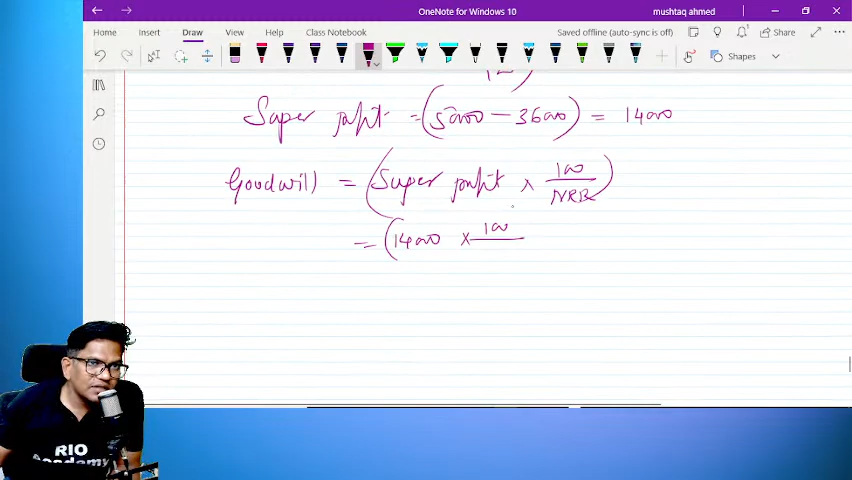 OneNote for Windows 10
mushtaq ahmed
Home Insert Draw View Help Class Notebook
Saved offline (auto-sync is off)
Share
Shapes
Super profit = (50000 - 36000) = 14000
Goodwill = (Super profit x 100/NRR)
= (14000 x 100/
RIO
Academy